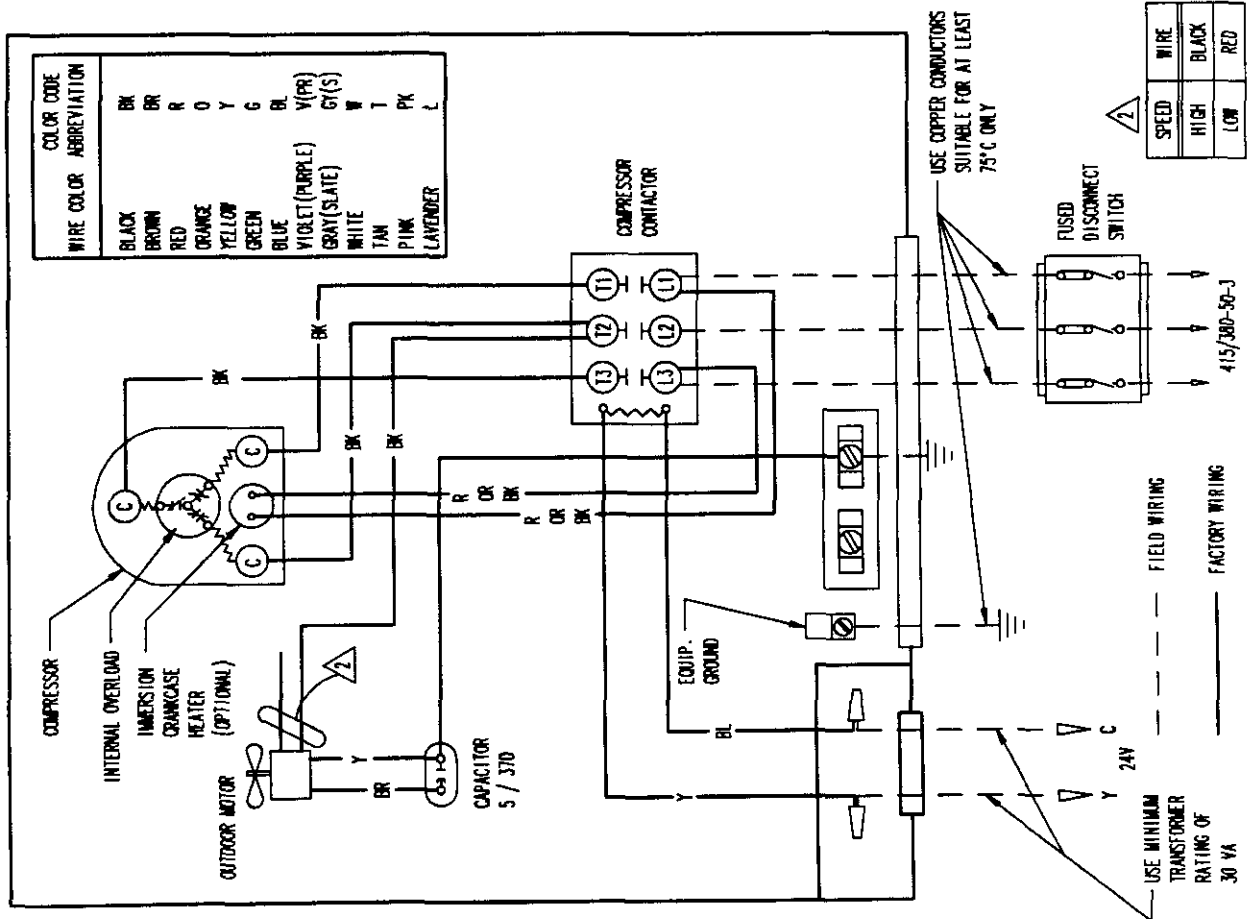 COLOR CODE
WIRE COLOR ABBREVIATION
BLACK BK
BROWN BR
RED R
ORANGE O
YELLOW Y
GREEN G
BLUE BL
VIOLET(PURPLE) V(PR)
GRAY(SLATE) GY(S)
WHITE W
TAN T
PINK PK
LAVENDER L
COMPRESSOR
INTERNAL OVERLOAD
IMMERSION
CRANKCASE
HEATER
(OPTIONAL)
OUTDOOR MOTOR
2
C
C
C
BK
BK
BK
BK
Y
BR
CAPACITOR
5 / 370
R OR BK
R OR BK
COMPRESSOR
CONTACTOR
T3 T2 T1
L3 L2 L1
EQUIP.
GROUND
BL
Y
USE COPPER CONDUCTORS
SUITABLE FOR AT LEAST
75°C ONLY
FUSED
DISCONNECT
SWITCH
415/380-50-3
Y C
24V
USE MINIMUM
TRANSFORMER
RATING OF
30 VA
FIELD WIRING
FACTORY WIRING
2
SPEED WIRE
HIGH BLACK
LOW RED